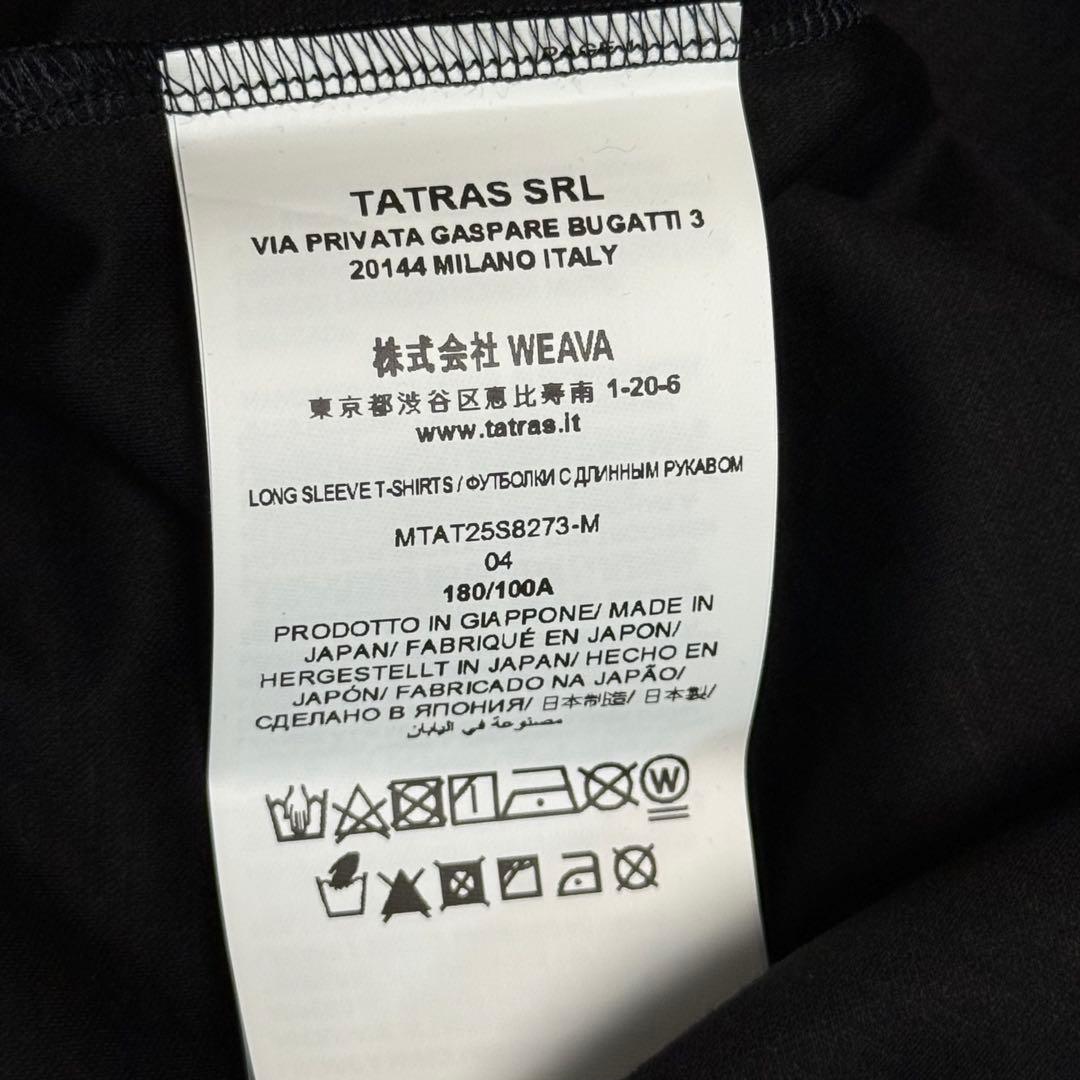 PAGE 1
TATRAS SRL
VIA PRIVATA GASPARE BUGATTI 3
20144 MILANO ITALY
株式会社 WEAVA
東京都渋谷区恵比寿南 1-20-6
www.tatras.it
LONG SLEEVE T-SHIRTS / ФУТБОЛКИ С ДЛИННЫМ РУКАВОМ
MTAT25S8273-M
04
180/100A
PRODOTTO IN GIAPPONE/ MADE IN
JAPAN/ FABRIQUÉ EN JAPON/
HERGESTELLT IN JAPAN/ HECHO EN
JAPÓN/ FABRICADO NA JAPÃO/
СДЕЛАНО В ЯПОНИЯ/ 日本制造/ 日本製/
مصنوعة في اليابان
W